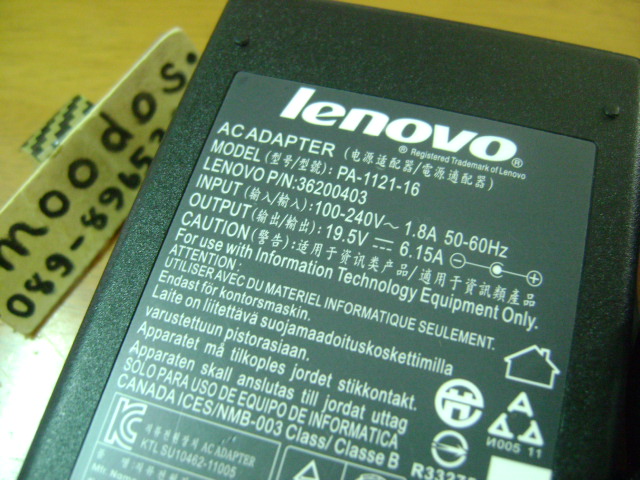 moodos.
lenovo
® Registered Trademark of Lenovo
AC ADAPTER (电源适配器/電源適配器)
MODEL (型号/型號): PA-1121-16
LENOVO P/N:36200403
INPUT (输入/輸入):100-240V~ 1.8A 50-60Hz
OUTPUT(输出/輸出): 19.5V 6.15A
CAUTION(警告):适用于资讯类产品/適用于資訊類產品
For use with Information Technology Equipment Only.
ATTENTION:
UTILISER AVEC DU MATERIEL INFORMATIQUE SEULEMENT.
Endast för kontorsmaskin.
Laite on liitettävä suojamaadoituskoskettimilla
varustettuun pistorasiaan.
Apparatet må tilkoples jordet stikkontakt.
Apparaten skall anslutas till jordat uttag
SOLO PARA USO DE EQUIPO DE INFORMATICA
CANADA ICES/NMB-003 Class/ Classe B
AC ADAPTER
KTL SU10462-11005
И005 11